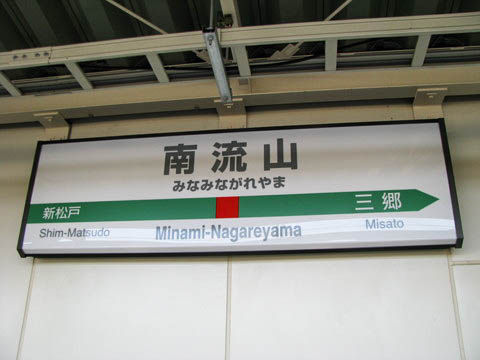 南流山
みなみながれやま
新松戸 三郷
Shim-Matsudo Minami-Nagareyama Misato